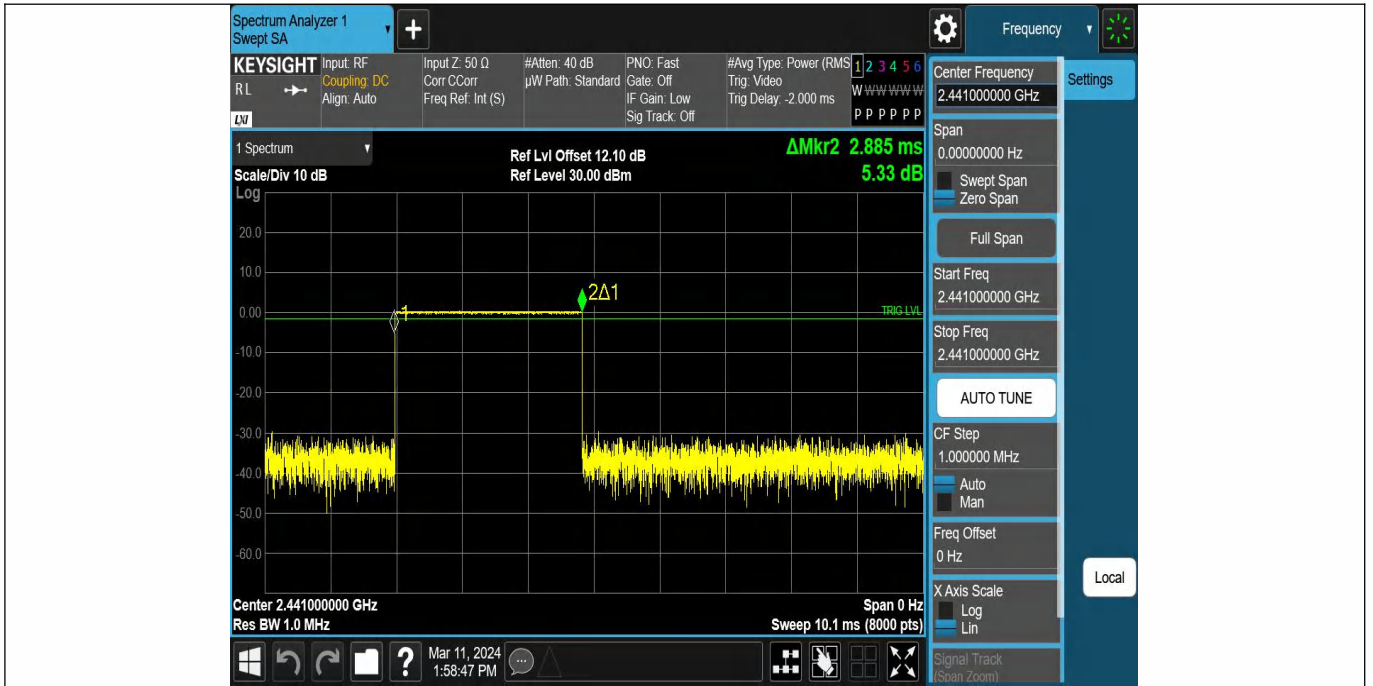 Spectrum Analyzer 1
Swept SA
+
Frequency
KEYSIGHT
RL
LXI
Input: RF
Coupling: DC
Align: Auto
Input Z: 50 Ω
Corr CCorr
Freq Ref: Int (S)
#Atten: 40 dB
µW Path: Standard
PNO: Fast
Gate: Off
IF Gain: Low
Sig Track: Off
#Avg Type: Power (RMS
Trig: Video
Trig Delay: -2.000 ms
1 2 3 4 5 6
W W W W W W
P P P P P P
1 Spectrum
Scale/Div 10 dB
Ref Lvl Offset 12.10 dB
Ref Level 30.00 dBm
ΔMkr2 2.885 ms
5.33 dB
Log
20.0
10.0
0.00
-10.0
-20.0
-30.0
-40.0
-50.0
-60.0
1
2Δ1
TRIG LVL
Center 2.441000000 GHz
Res BW 1.0 MHz
Span 0 Hz
Sweep 10.1 ms (8000 pts)
Center Frequency
2.441000000 GHz
Settings
Span
0.00000000 Hz
Swept Span
Zero Span
Full Span
Start Freq
2.441000000 GHz
Stop Freq
2.441000000 GHz
AUTO TUNE
CF Step
1.000000 MHz
Auto
Man
Freq Offset
0 Hz
X Axis Scale
Log
Lin
Signal Track
(Span Zoom)
Local
?
Mar 11, 2024
1:58:47 PM